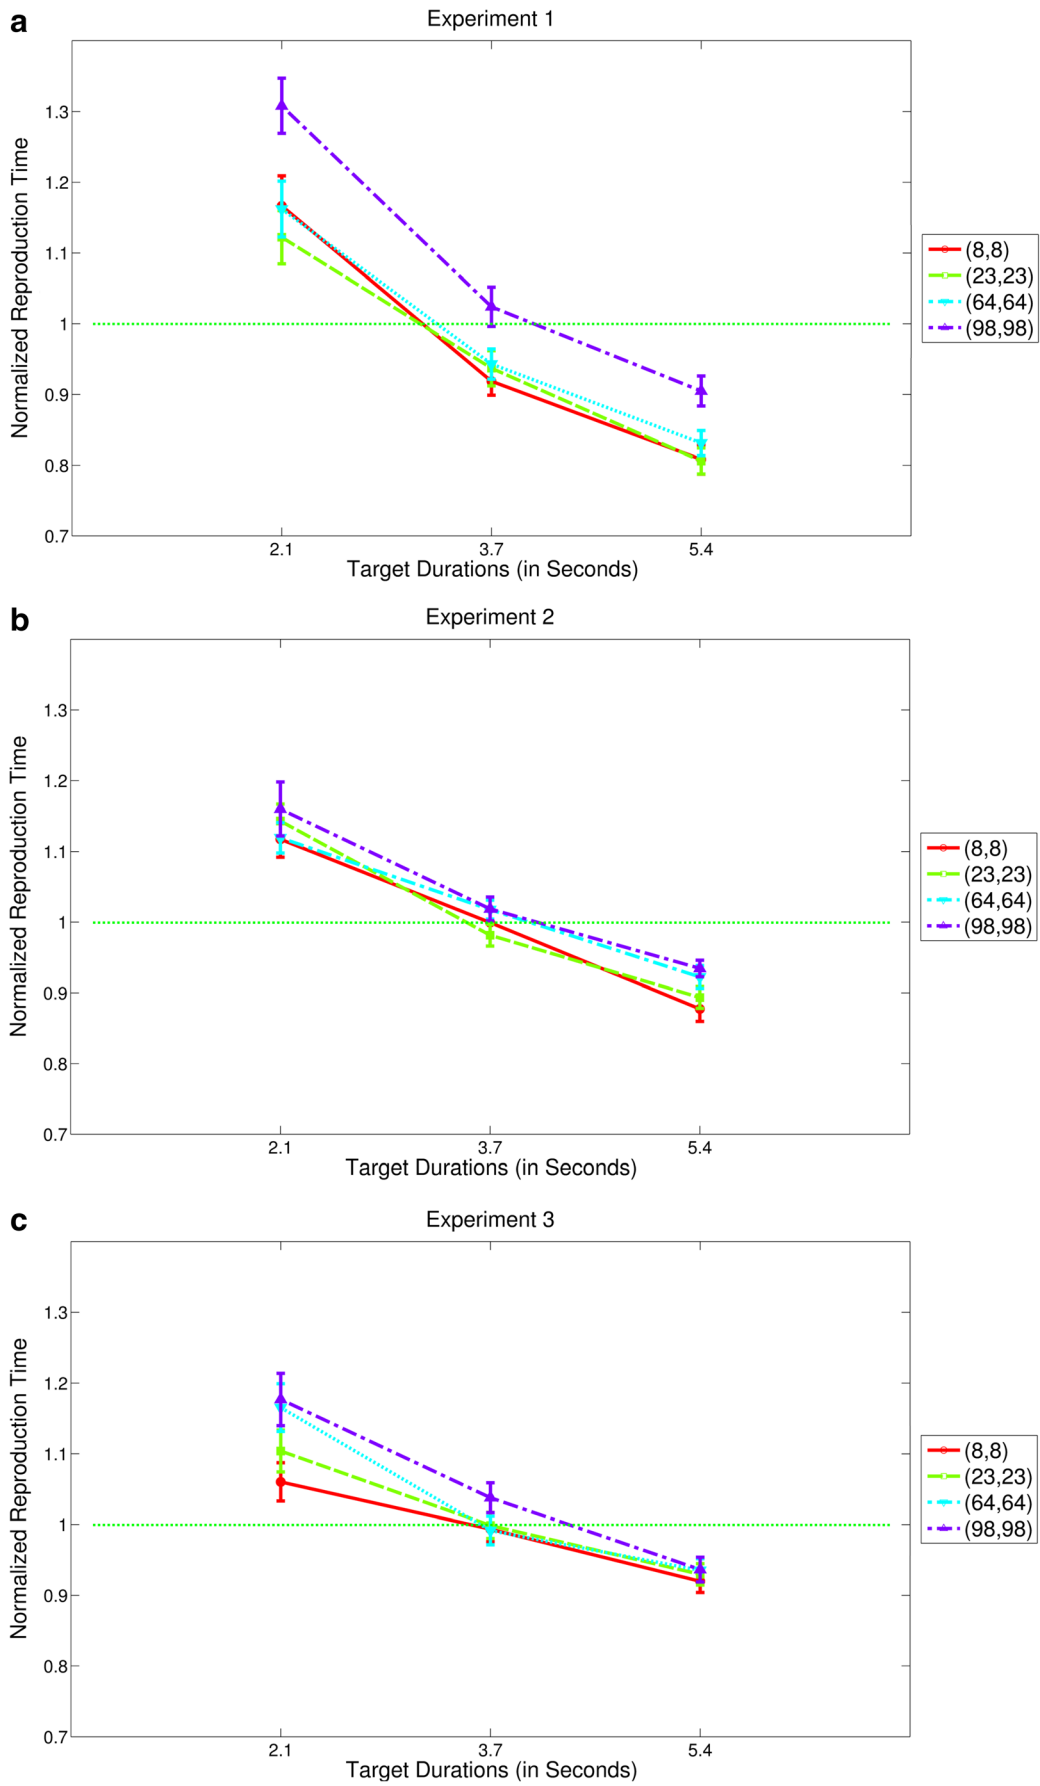 a
Experiment 1
Normalized Reproduction Time
1.3
1.2
1.1
1
0.9
0.8
0.7
2.1 3.7 5.4
Target Durations (in Seconds)
(8,8)
(23,23)
(64,64)
(98,98)
b
Experiment 2
Normalized Reproduction Time
1.3
1.2
1.1
1
0.9
0.8
0.7
2.1 3.7 5.4
Target Durations (in Seconds)
(8,8)
(23,23)
(64,64)
(98,98)
c
Experiment 3
Normalized Reproduction Time
1.3
1.2
1.1
1
0.9
0.8
0.7
2.1 3.7 5.4
Target Durations (in Seconds)
(8,8)
(23,23)
(64,64)
(98,98)